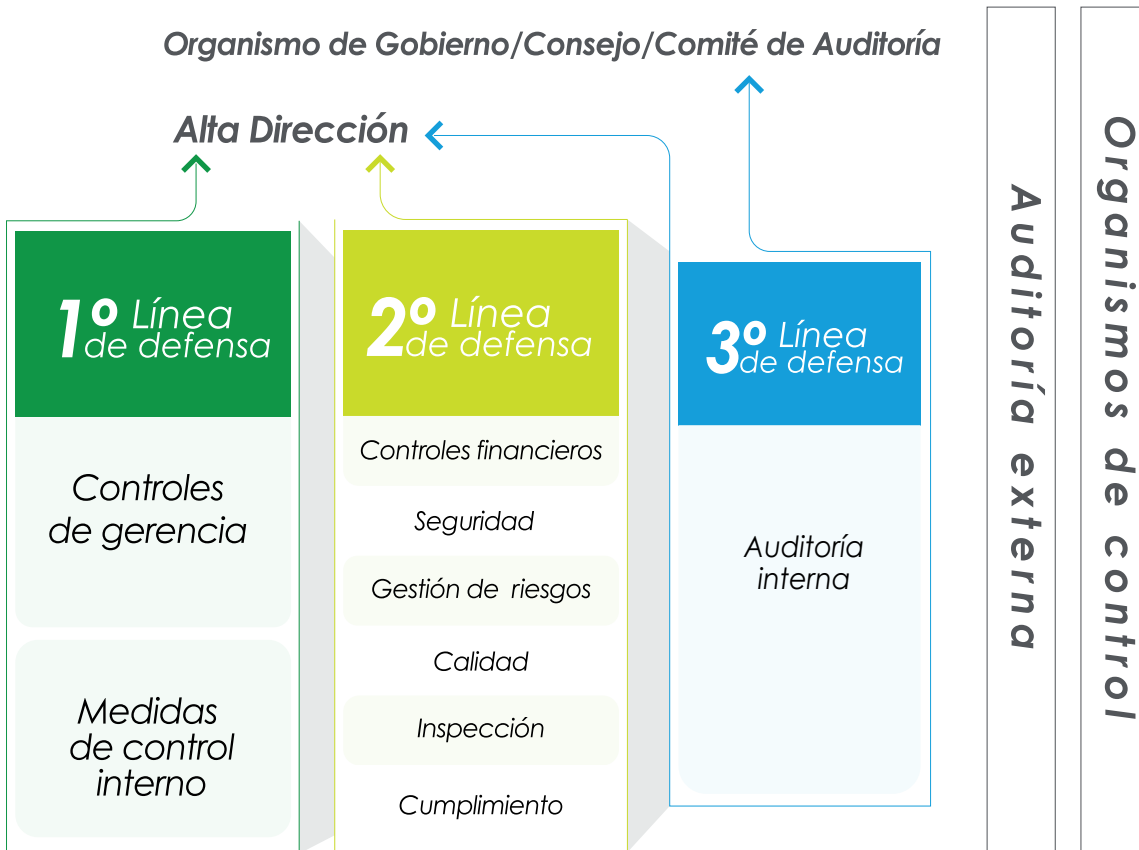 Organismo de Gobierno/Consejo/Comité de Auditoría
Alta Dirección
1º Línea
de defensa
Controles
de gerencia
Medidas
de control
interno
2º Línea
de defensa
Controles financieros
Seguridad
Gestión de riesgos
Calidad
Inspección
Cumplimiento
3º Línea
de defensa
Auditoría
interna
Auditoría externa
Organismos de control